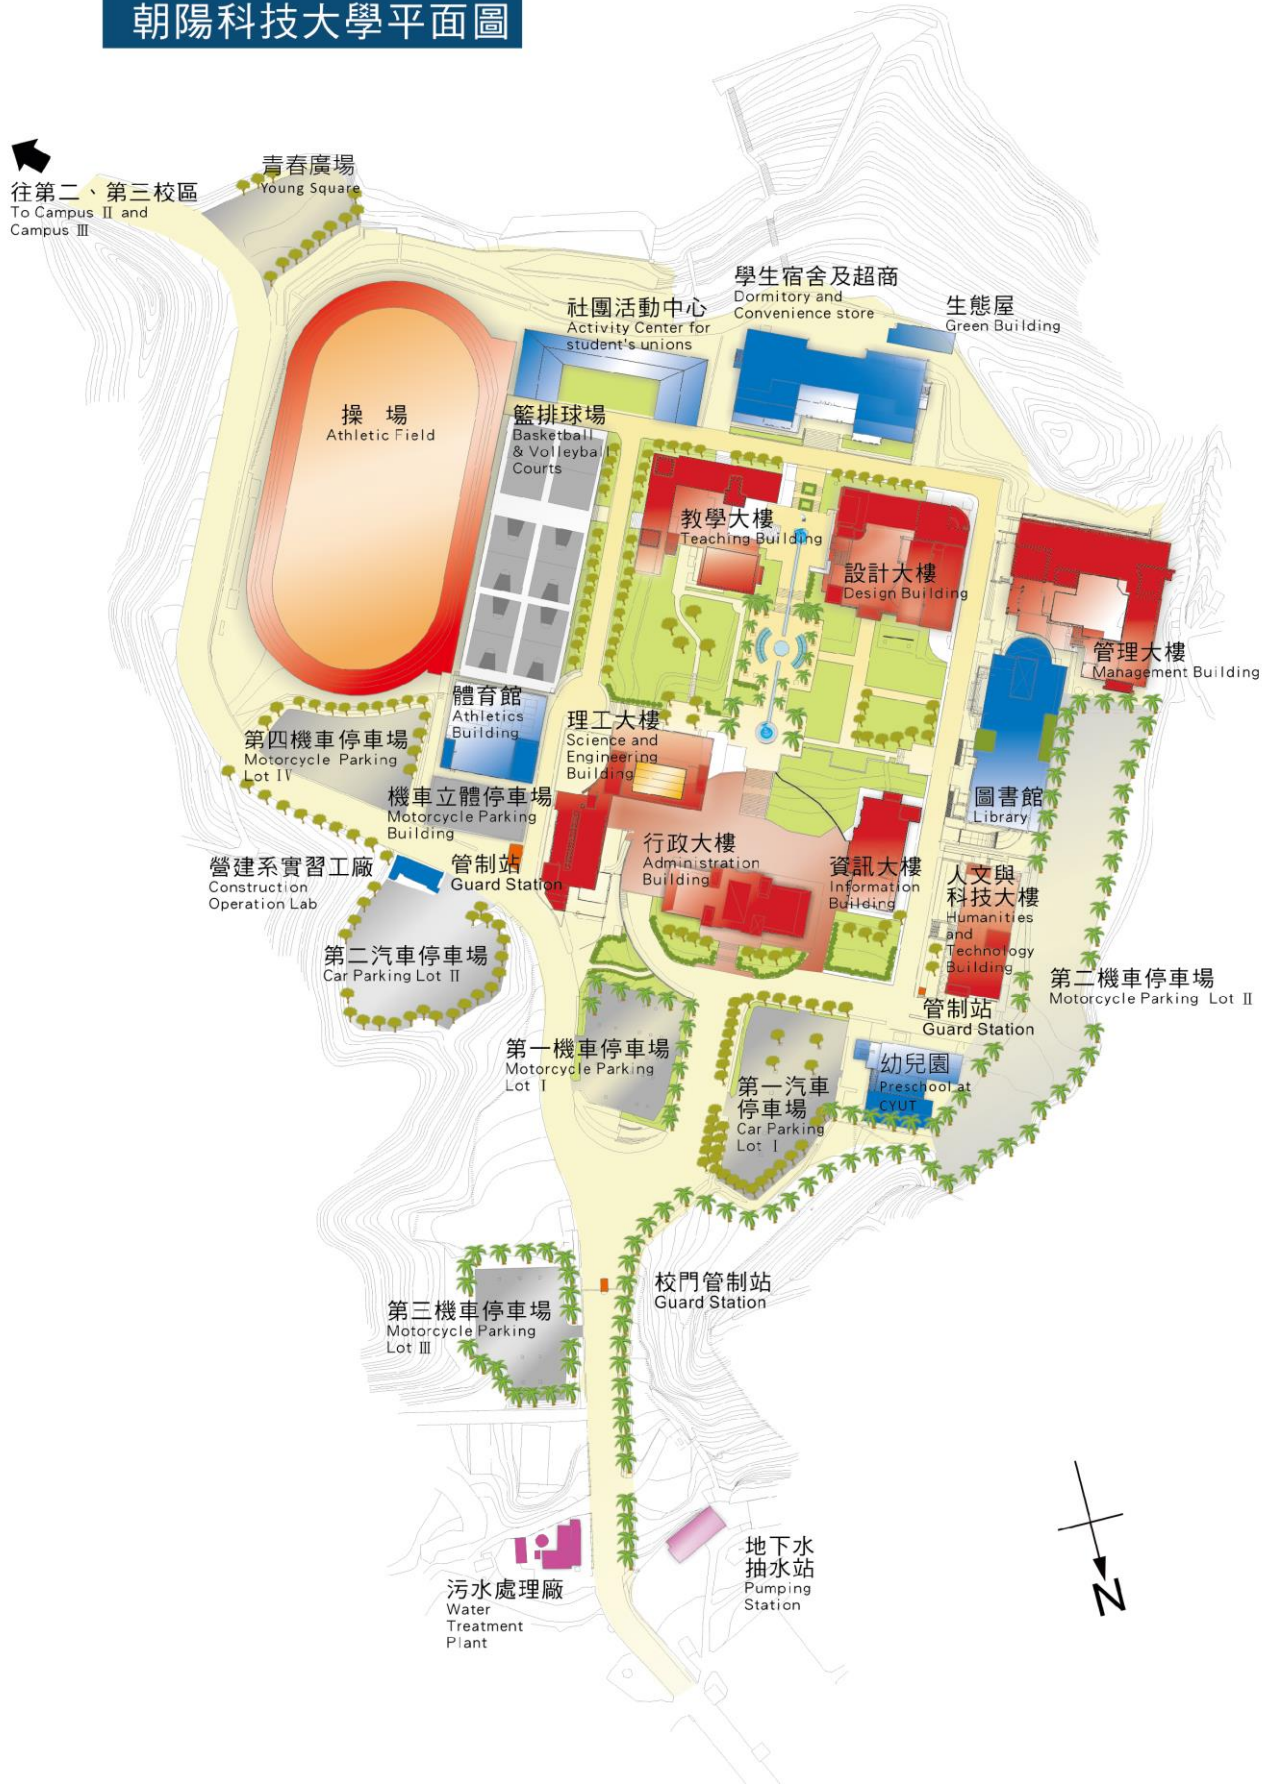 朝陽科技大學平面圖
青春廣場
Young Square
往第二、第三校區
To Campus Ⅱ and
Campus Ⅲ
學生宿舍及超商
Dormitory and
Convenience store
社團活動中心
Activity Center for
student's unions
生態屋
Green Building
操 場
Athletic Field
籃排球場
Basketball
& Volleyball
Courts
教學大樓
Teaching Building
設計大樓
Design Building
管理大樓
Management Building
體育館
Athletics
Building
理工大樓
Science and
Engineering
Building
第四機車停車場
Motorcycle Parking
Lot Ⅳ
機車立體停車場
Motorcycle Parking
Building
圖書館
Library
行政大樓
Administration
Building
資訊大樓
Information
Building
營建系實習工廠
Construction
Operation Lab
管制站
Guard Station
人文與
科技大樓
Humanities
and
Technology
Building
第二汽車停車場
Car Parking Lot Ⅱ
第二機車停車場
Motorcycle Parking Lot Ⅱ
管制站
Guard Station
第一機車停車場
Motorcycle Parking
Lot Ⅰ
幼兒園
Preschool at
CYUT
第一汽車
停車場
Car Parking
Lot Ⅰ
校門管制站
Guard Station
第三機車停車場
Motorcycle Parking
Lot Ⅲ
地下水
抽水站
Pumping
Station
污水處理廠
Water
Treatment
Plant
N